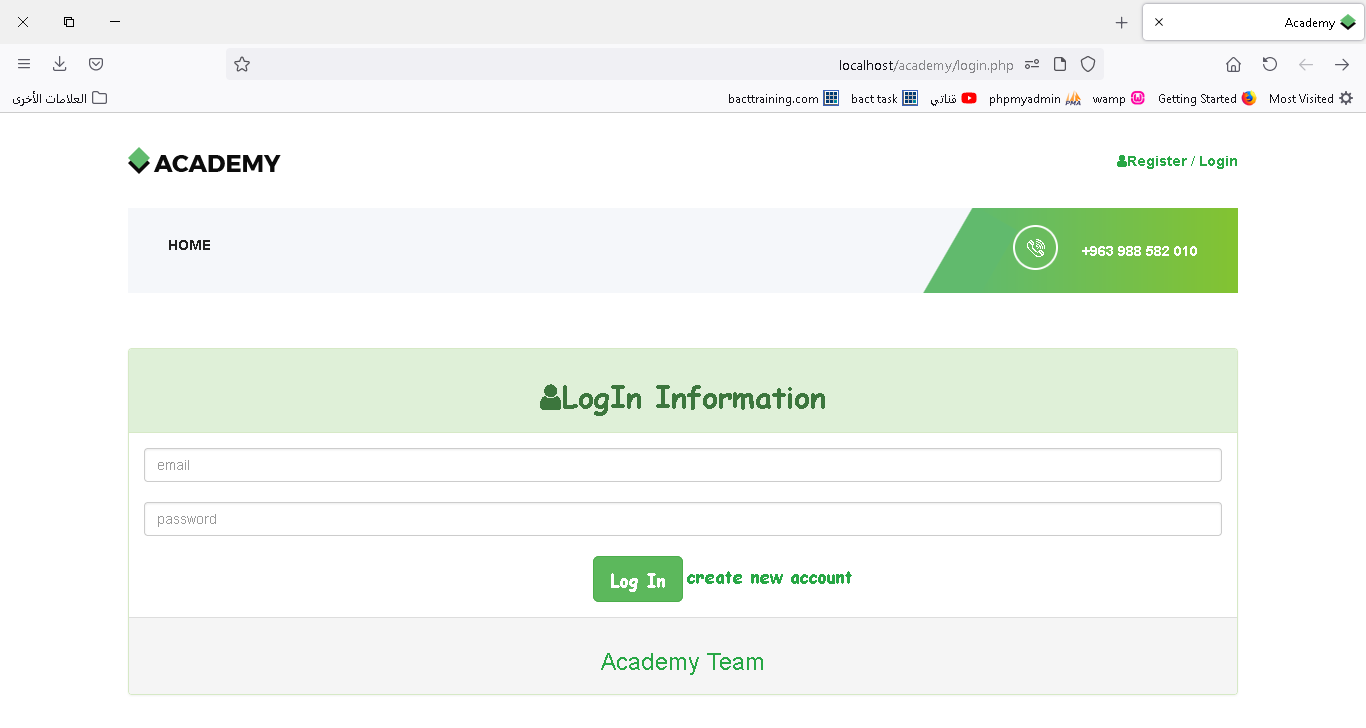 Academy
localhost/academy/login.php
العلامات الأخرى
bacttraining.com
bact task
قناتي
phpmyadmin
wamp
Getting Started
Most Visited
ACADEMY
Register / Login
HOME
+963 988 582 010
LogIn Information
email
password
Log In
create new account
Academy Team